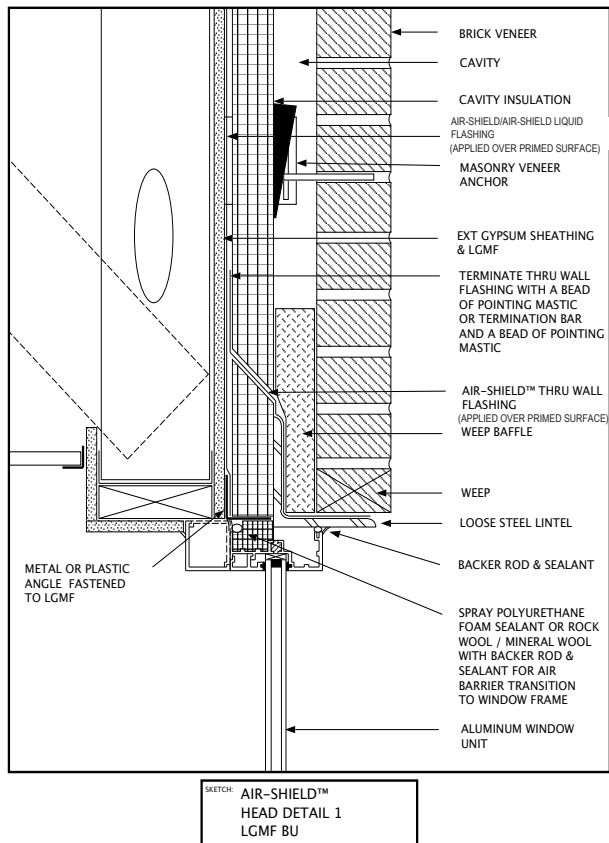 BRICK VENEER
CAVITY
CAVITY INSULATION
AIR-SHIELD/AIR-SHIELD LIQUID
FLASHING
(APPLIED OVER PRIMED SURFACE)
MASONRY VENEER
ANCHOR
EXT GYPSUM SHEATHING
& LGMF
TERMINATE THRU WALL
FLASHING WITH A BEAD
OF POINTING MASTIC
OR TERMINATION BAR
AND A BEAD OF POINTING
MASTIC
AIR-SHIELD™ THRU WALL
FLASHING
(APPLIED OVER PRIMED SURFACE)
WEEP BAFFLE
WEEP
LOOSE STEEL LINTEL
BACKER ROD & SEALANT
METAL OR PLASTIC
ANGLE FASTENED
TO LGMF
SPRAY POLYURETHANE
FOAM SEALANT OR ROCK
WOOL / MINERAL WOOL
WITH BACKER ROD &
SEALANT FOR AIR
BARRIER TRANSITION
TO WINDOW FRAME
ALUMINUM WINDOW
UNIT
SKETCH: AIR-SHIELD™
HEAD DETAIL 1
LGMF BU